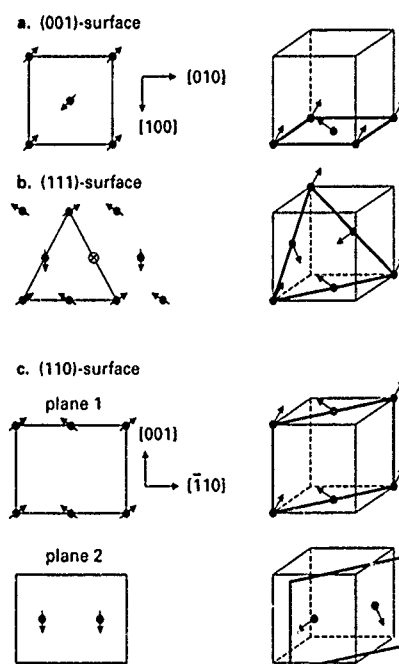 a. (001)-surface
[010]
[100]
b. (111)-surface
c. (110)-surface
plane 1
[001]
[1̄10]
plane 2